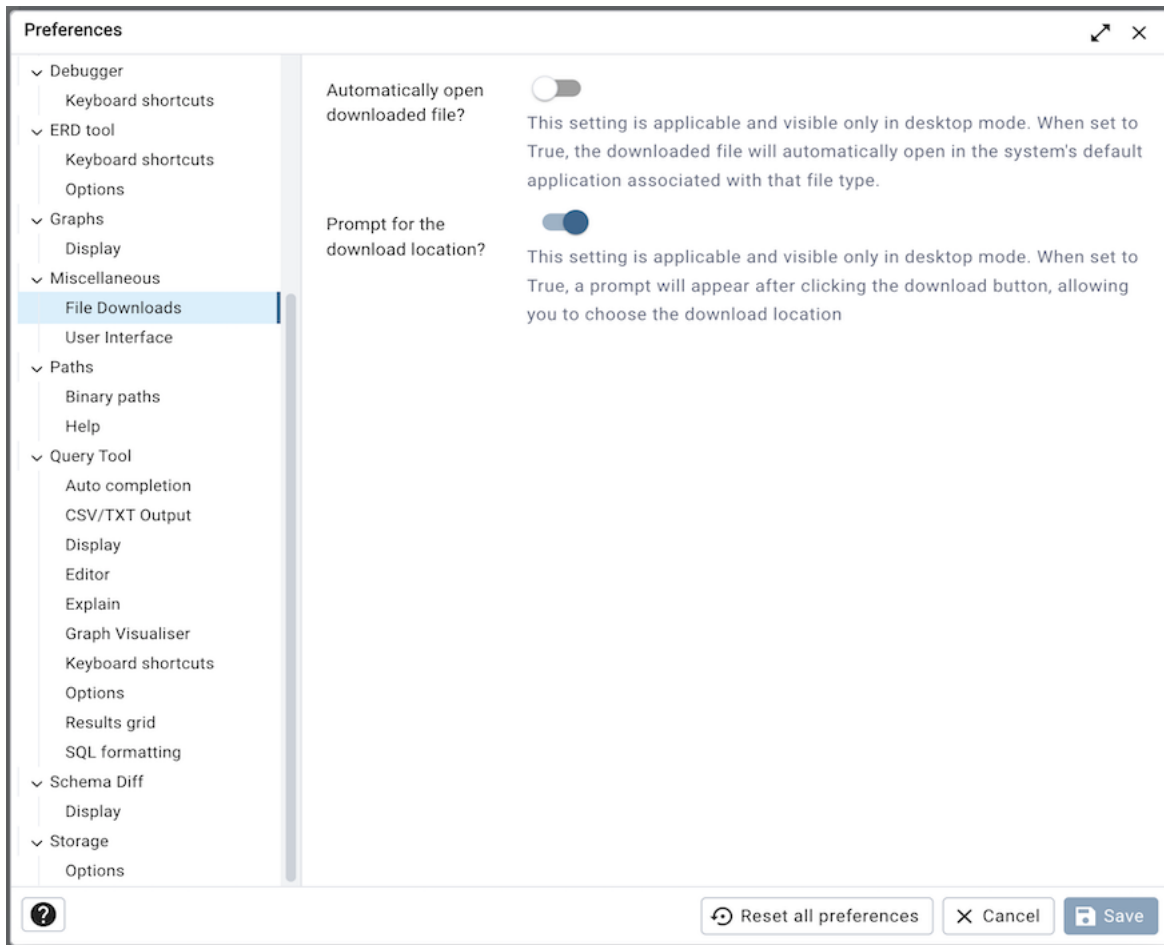 Preferences
Debugger
Keyboard shortcuts
ERD tool
Keyboard shortcuts
Options
Graphs
Display
Miscellaneous
File Downloads
User Interface
Paths
Binary paths
Help
Query Tool
Auto completion
CSV/TXT Output
Display
Editor
Explain
Graph Visualiser
Keyboard shortcuts
Options
Results grid
SQL formatting
Schema Diff
Display
Storage
Options
Automatically open
downloaded file?
This setting is applicable and visible only in desktop mode. When set to
True, the downloaded file will automatically open in the system's default
application associated with that file type.
Prompt for the
download location?
This setting is applicable and visible only in desktop mode. When set to
True, a prompt will appear after clicking the download button, allowing
you to choose the download location
?
Reset all preferences
Cancel
Save